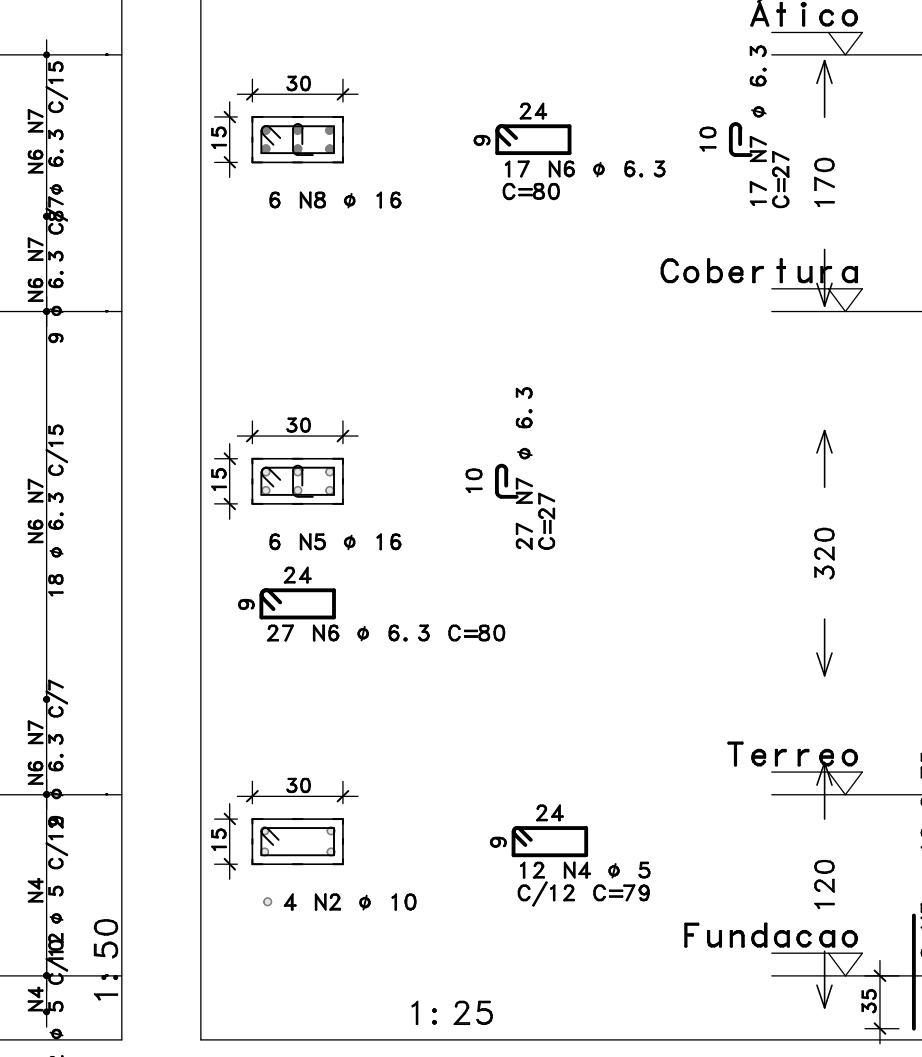 Ático
30
15
6 N8 ø 16
24
9
17 N6 ø 6.3
C=80
10
17 N7 ø 6.3
C=27
170
Cobertura
N6 N7
ø 6.3 C/15
N6 N7
9 ø 6.3 C/7
30
15
6 N5 ø 16
10
27 N7 ø 6.3
C=27
24
9
27 N6 ø 6.3 C=80
320
N6 N7
18 ø 6.3 C/15
N6 N7
ø 6.3 C/7
Terreo
30
15
4 N2 ø 10
24
9
12 N4 ø 5
C/12 C=79
120
Fundacao
35
N4
ø 5 C/12
N4
ø 5
1:50
1:25